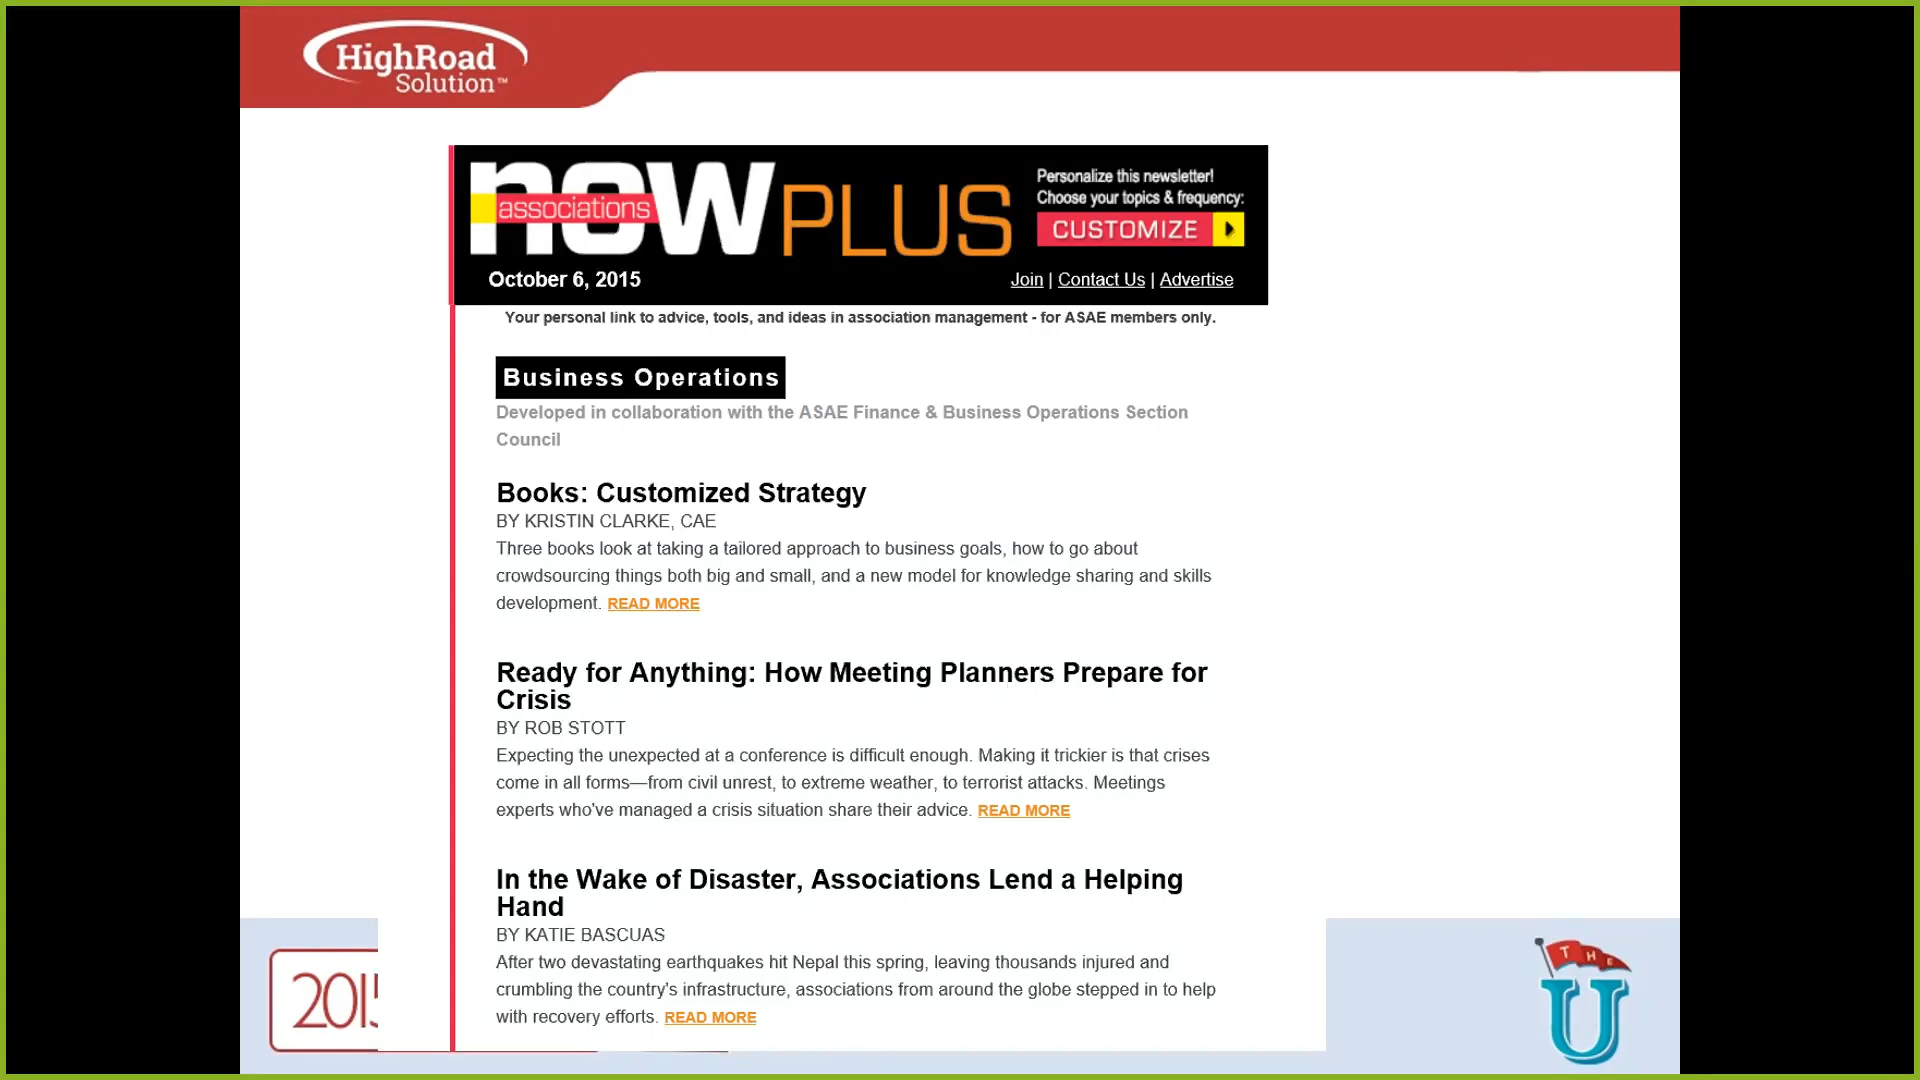 HighRoad
Solution™
now PLUS
associations
Personalize this newsletter!
Choose your topics & frequency:
CUSTOMIZE
October 6, 2015
Join | Contact Us | Advertise
Your personal link to advice, tools, and ideas in association management - for ASAE members only.
Business Operations
Developed in collaboration with the ASAE Finance & Business Operations Section
Council
Books: Customized Strategy
BY KRISTIN CLARKE, CAE
Three books look at taking a tailored approach to business goals, how to go about
crowdsourcing things both big and small, and a new model for knowledge sharing and skills
development. READ MORE
Ready for Anything: How Meeting Planners Prepare for
Crisis
BY ROB STOTT
Expecting the unexpected at a conference is difficult enough. Making it trickier is that crises
come in all forms—from civil unrest, to extreme weather, to terrorist attacks. Meetings
experts who've managed a crisis situation share their advice. READ MORE
In the Wake of Disaster, Associations Lend a Helping
Hand
BY KATIE BASCUAS
After two devastating earthquakes hit Nepal this spring, leaving thousands injured and
crumbling the country's infrastructure, associations from around the globe stepped in to help
with recovery efforts. READ MORE
2015
THE
U